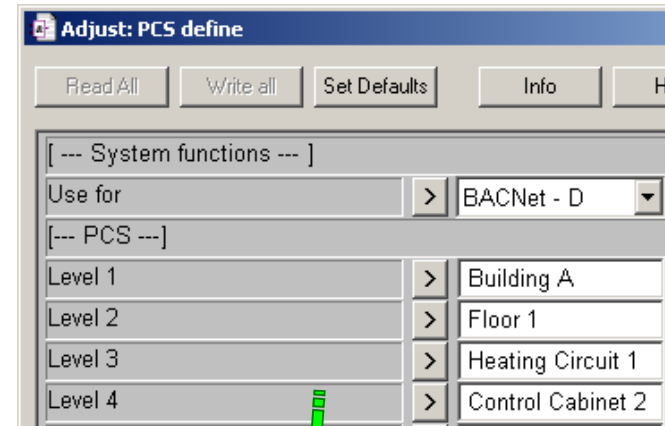 Adjust: PCS define
Read All Write all Set Defaults Info H
[ --- System functions --- ]
Use for > BACNet - D
[--- PCS ---]
Level 1 > Building A
Level 2 > Floor 1
Level 3 > Heating Circuit 1
Level 4 > Control Cabinet 2